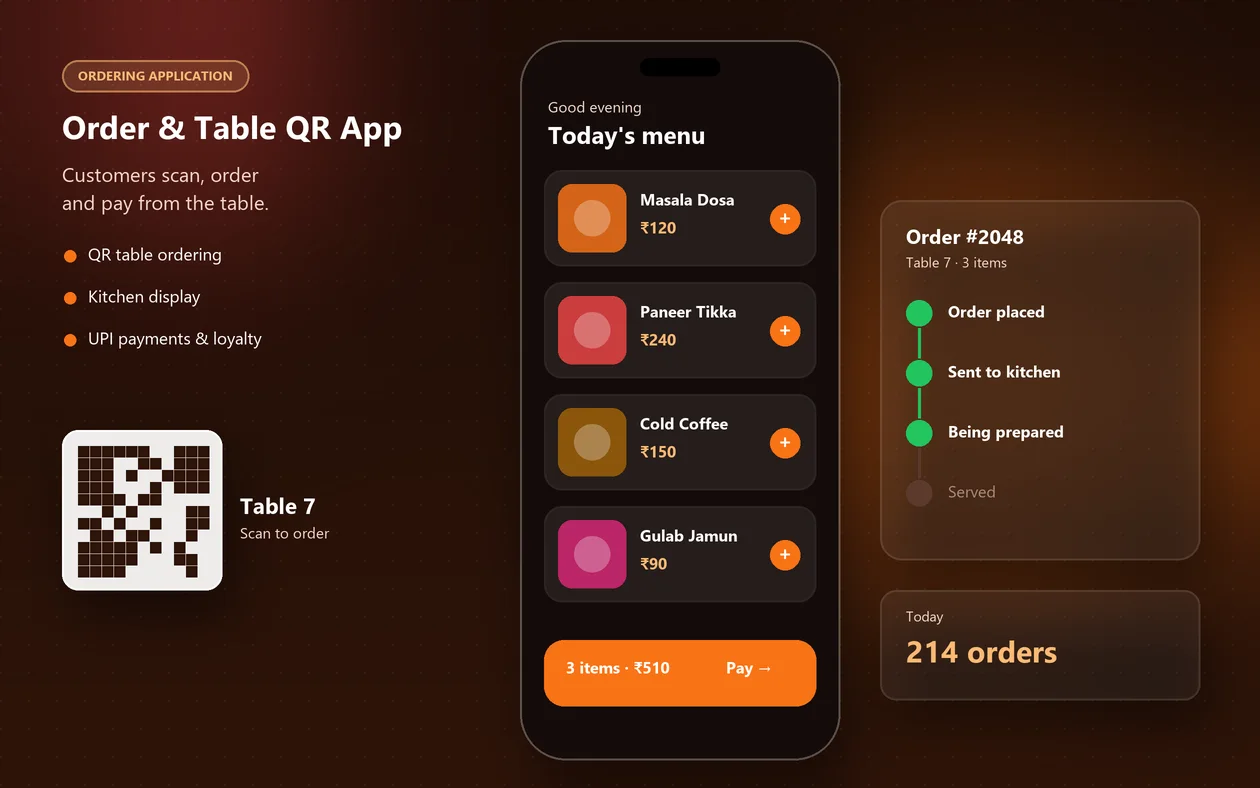 ORDERING APPLICATION
Order & Table QR App
Customers scan, order
and pay from the table.
QR table ordering
Kitchen display
UPI payments & loyalty
Table 7
Scan to order
Good evening
Today's menu
Masala Dosa
₹120
+
Paneer Tikka
₹240
+
Cold Coffee
₹150
+
Gulab Jamun
₹90
+
3 items · ₹510 Pay →
Order #2048
Table 7 · 3 items
Order placed
Sent to kitchen
Being prepared
Served
Today
214 orders